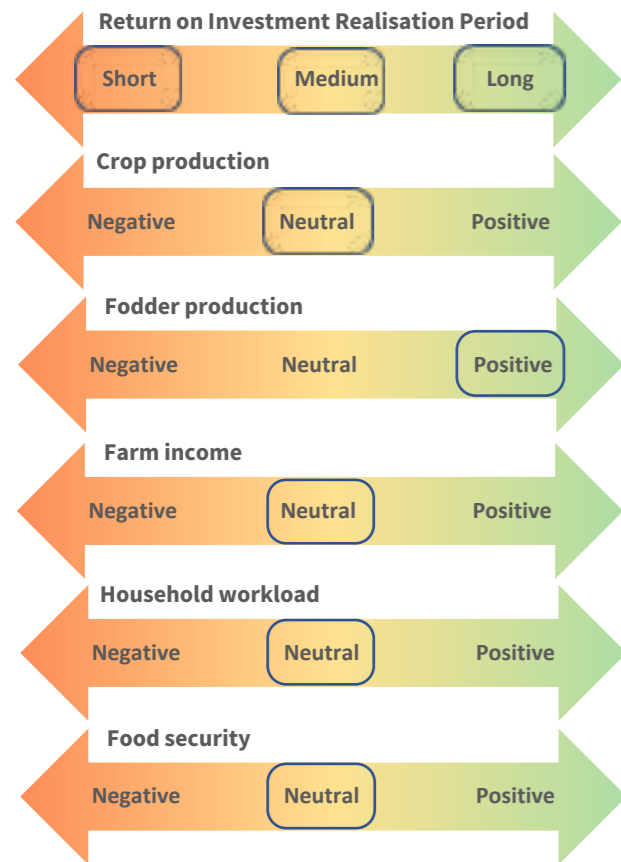 Return on Investment Realisation Period
Short Medium Long
Crop production
Negative Neutral Positive
Fodder production
Negative Neutral Positive
Farm income
Negative Neutral Positive
Household workload
Negative Neutral Positive
Food security
Negative Neutral Positive